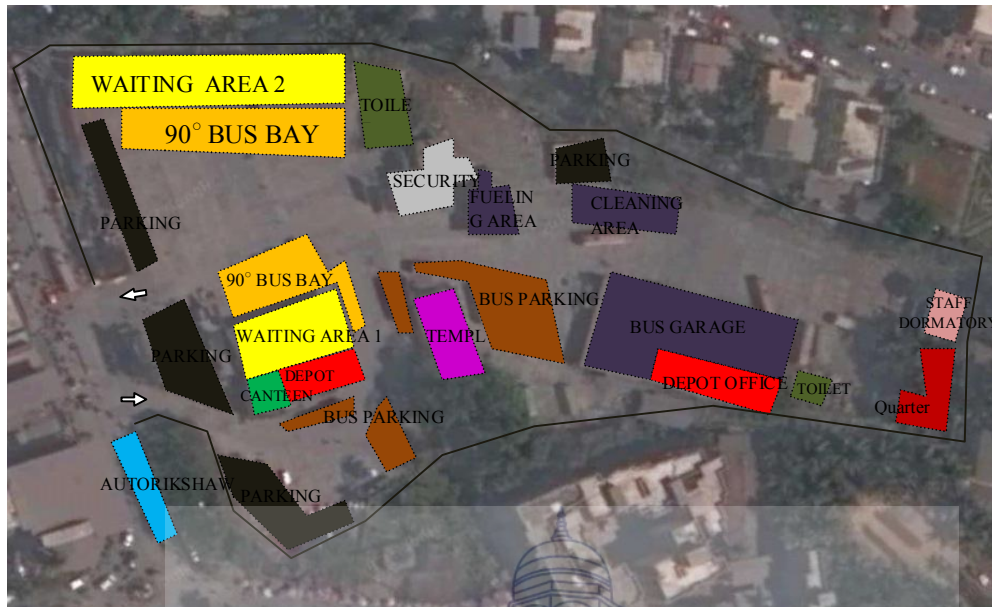 WAITING AREA 2
TOILE
90° BUS BAY
PARKING
SECURITY
FUELIN
G AREA
CLEANING
AREA
PARKING
90° BUS BAY
BUS PARKING
STAFF
DORMATORY
BUS GARAGE
WAITING AREA 1
TEMPL
PARKING
DEPOT
DEPOT OFFICE
TOILET
CANTEEN
Quarter
BUS PARKING
AUTORIKSHAW
PARKING